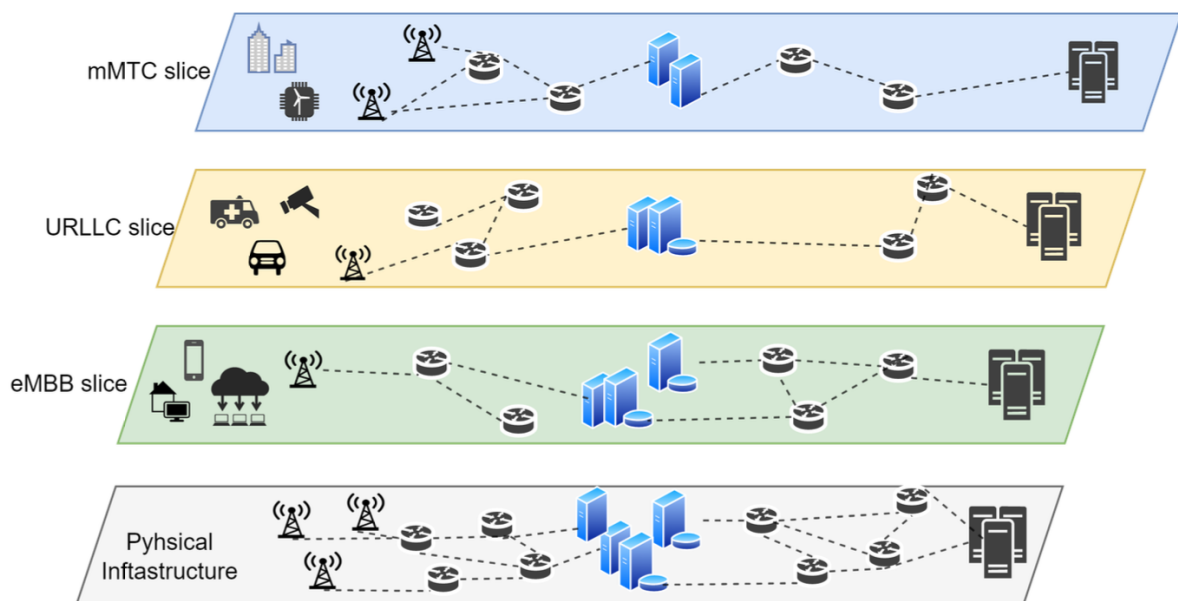 mMTC slice
URLLC slice
eMBB slice
Pyhsical
Inftastructure